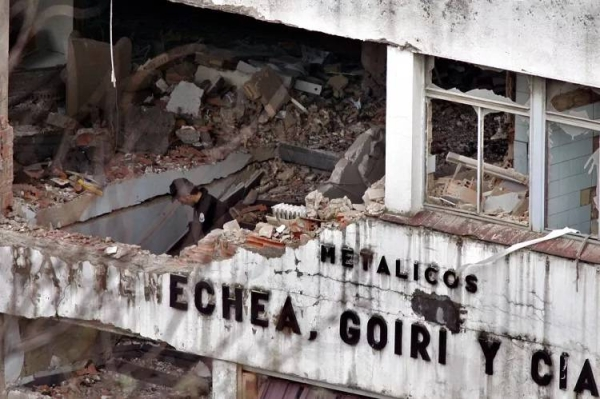 METALICOS
ECHEA, GOIRI Y CIA